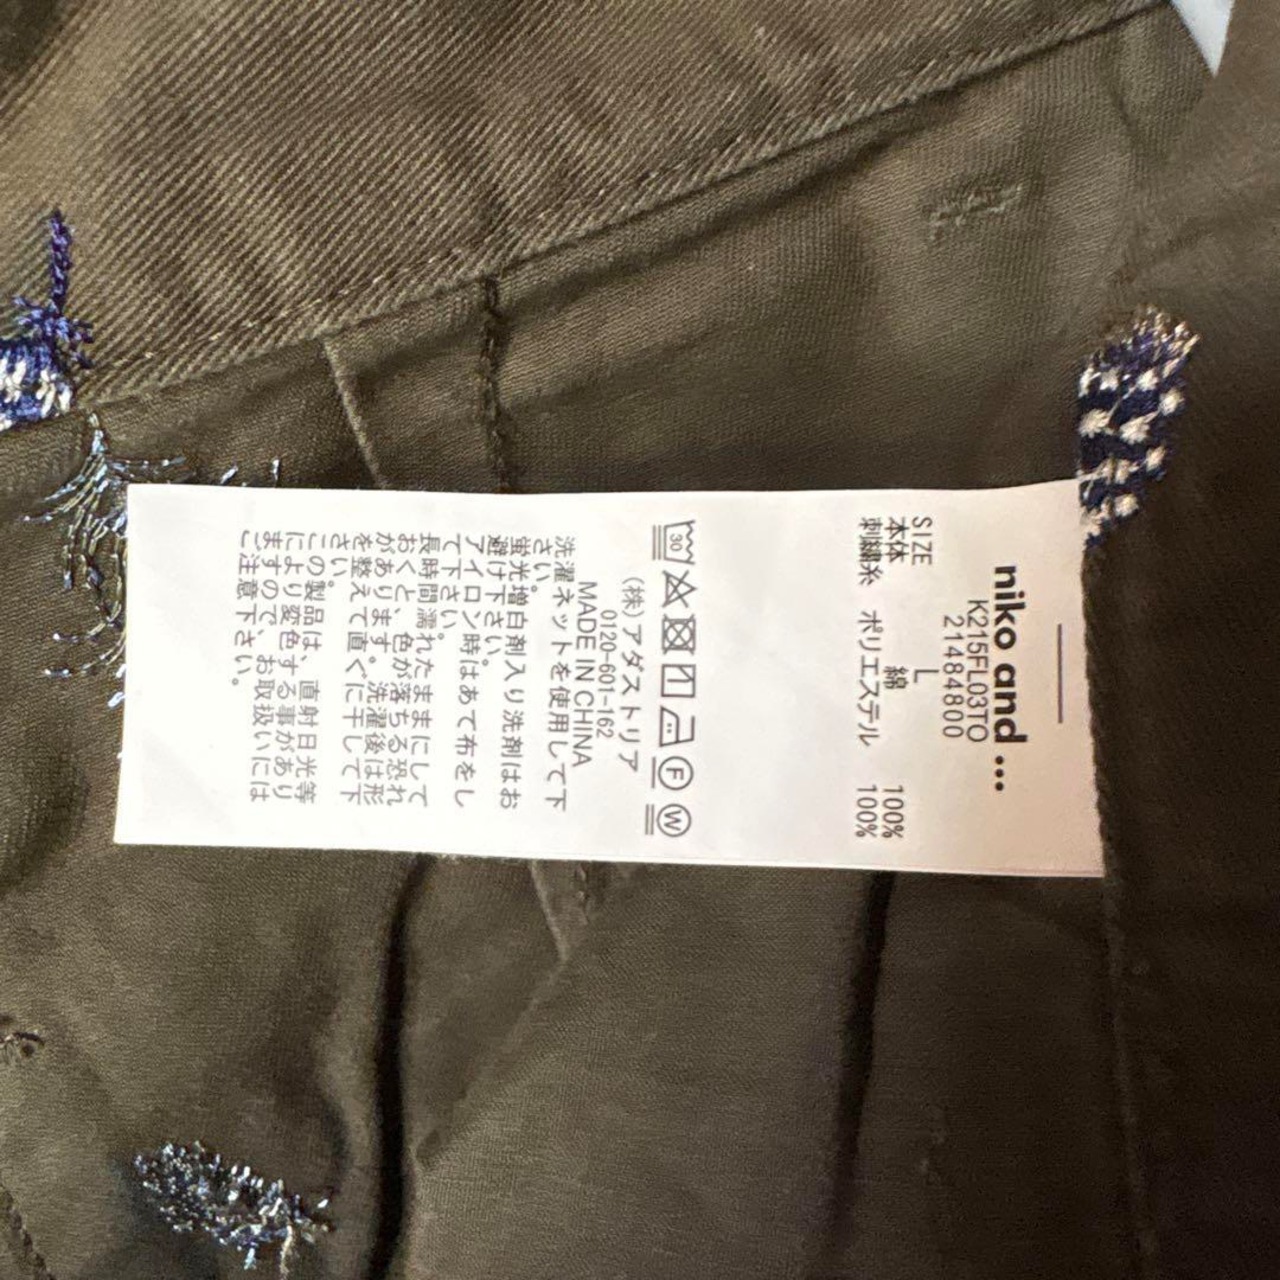 niko and ...
K215FL03TO
21484800
SIZE L
本体 綿 100%
刺繍糸 ポリエステル 100%
30
F
W
(株)アダストリア
0120-601-162
MADE IN CHINA
洗濯ネットを使用して下
さい。
蛍光増白剤入り洗剤はお
避け下さい。
アイロン時はあて布をし
て下さい。
長時間、濡れたままにして
おくと、色が落ちる恐れ
がありますので
を整えて直ぐに干して下
さい。
この製品は、直射日光等
により変色する事があり
ますので、お取扱いには
ご注意下さい。